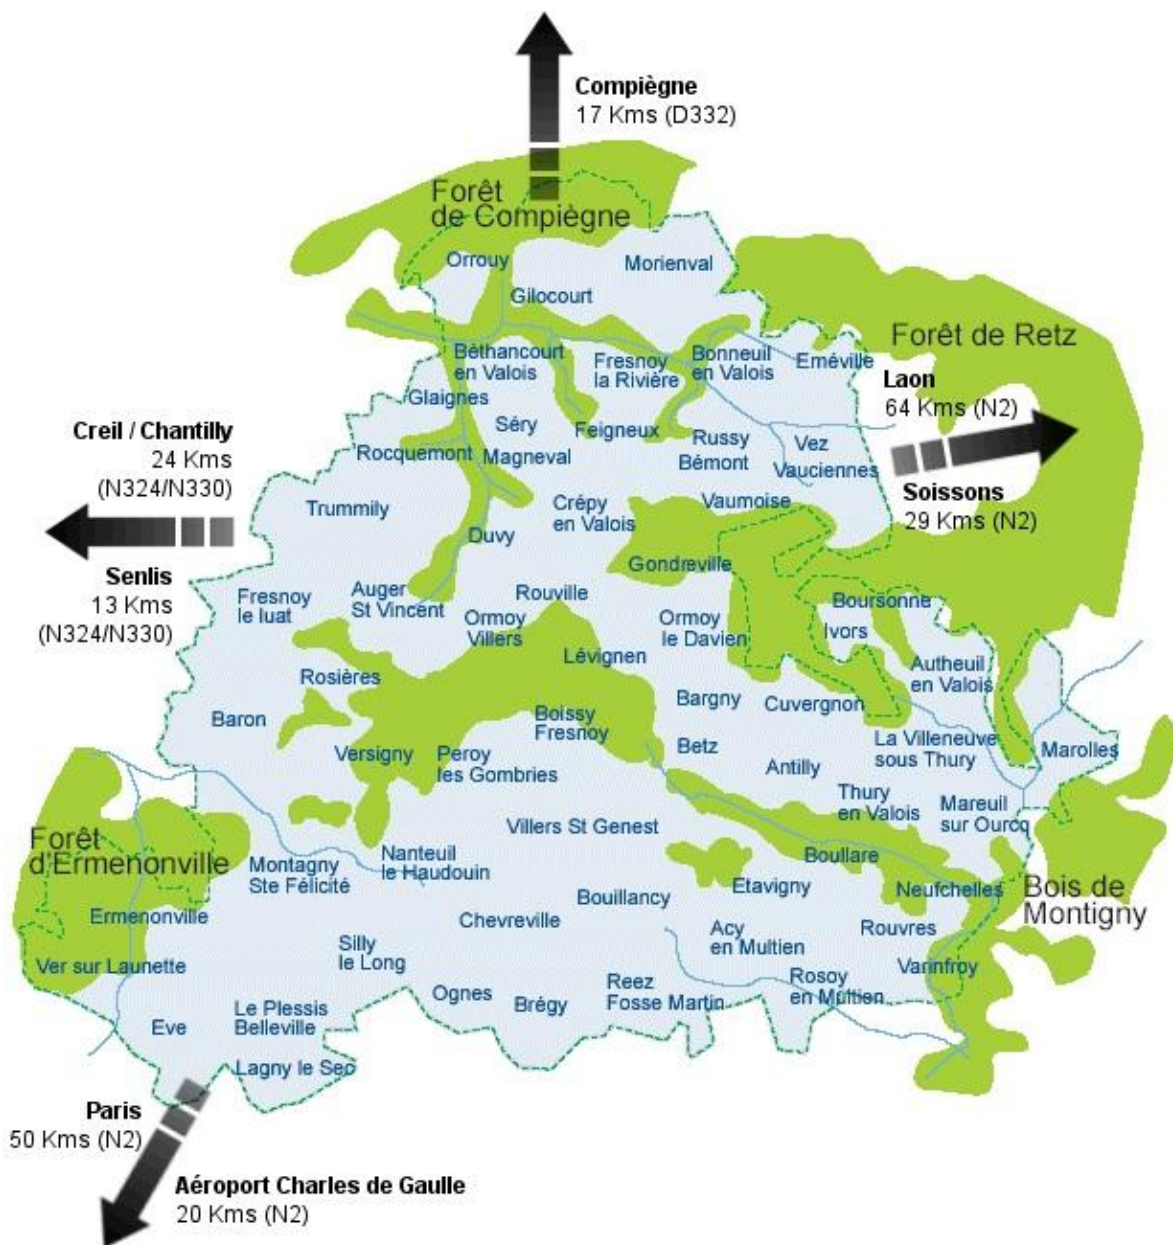 Compiègne
17 Kms (D332)
Forêt
de Compiègne
Orrouy
Morienval
Gilocourt
Forêt de Retz
Béthancourt
en Valois
Fresnoy
la Rivière
Bonneuil
en Valois
Eméville
Laon
64 Kms (N2)
Glaignes
Creil / Chantilly
24 Kms
(N324/N330)
Séry
Feigneux
Russy
Bémont
Vez
Vauciennes
Rocquemont
Magneval
Soissons
29 Kms (N2)
Trummily
Crépy
en Valois
Vaumoise
Duvy
Gondreville
Senlis
13 Kms
(N324/N330)
Fresnoy
le luat
Auger
St Vincent
Rouville
Ormoy
Villers
Ormoy
le Davien
Boursonne
Ivors
Lévignen
Autheuil
en Valois
Rosières
Bargny
Cuvergnon
Baron
Boissy
Fresnoy
Versigny
Peroy
les Gombries
Betz
La Villeneuve
sous Thury
Marolles
Antilly
Thury
en Valois
Mareuil
sur Ourcq
Villers St Genest
Forêt
d'Ermenonville
Montagny
Ste Félicité
Nanteuil
le Haudouin
Boullare
Etavigny
Neufchelles
Bois de
Montigny
Bouillancy
Ermenonville
Chevreville
Acy
en Multien
Rouvres
Silly
le Long
Ver sur Launette
Varinfroy
Reez
Fosse Martin
Rosoy
en Multien
Ognes
Brégy
Le Plessis
Belleville
Eve
Lagny le Sec
Paris
50 Kms (N2)
Aéroport Charles de Gaulle
20 Kms (N2)